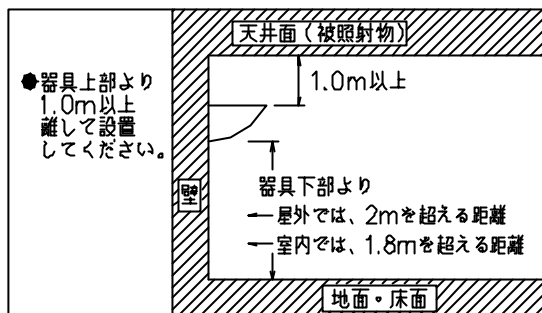 天井面(被照射物)
●器具上部より
1.0m以上
離して設置
してください。
1.0m以上
壁
器具下部より
屋外では、2mを超える距離
室内では、1.8mを超える距離
地面・床面